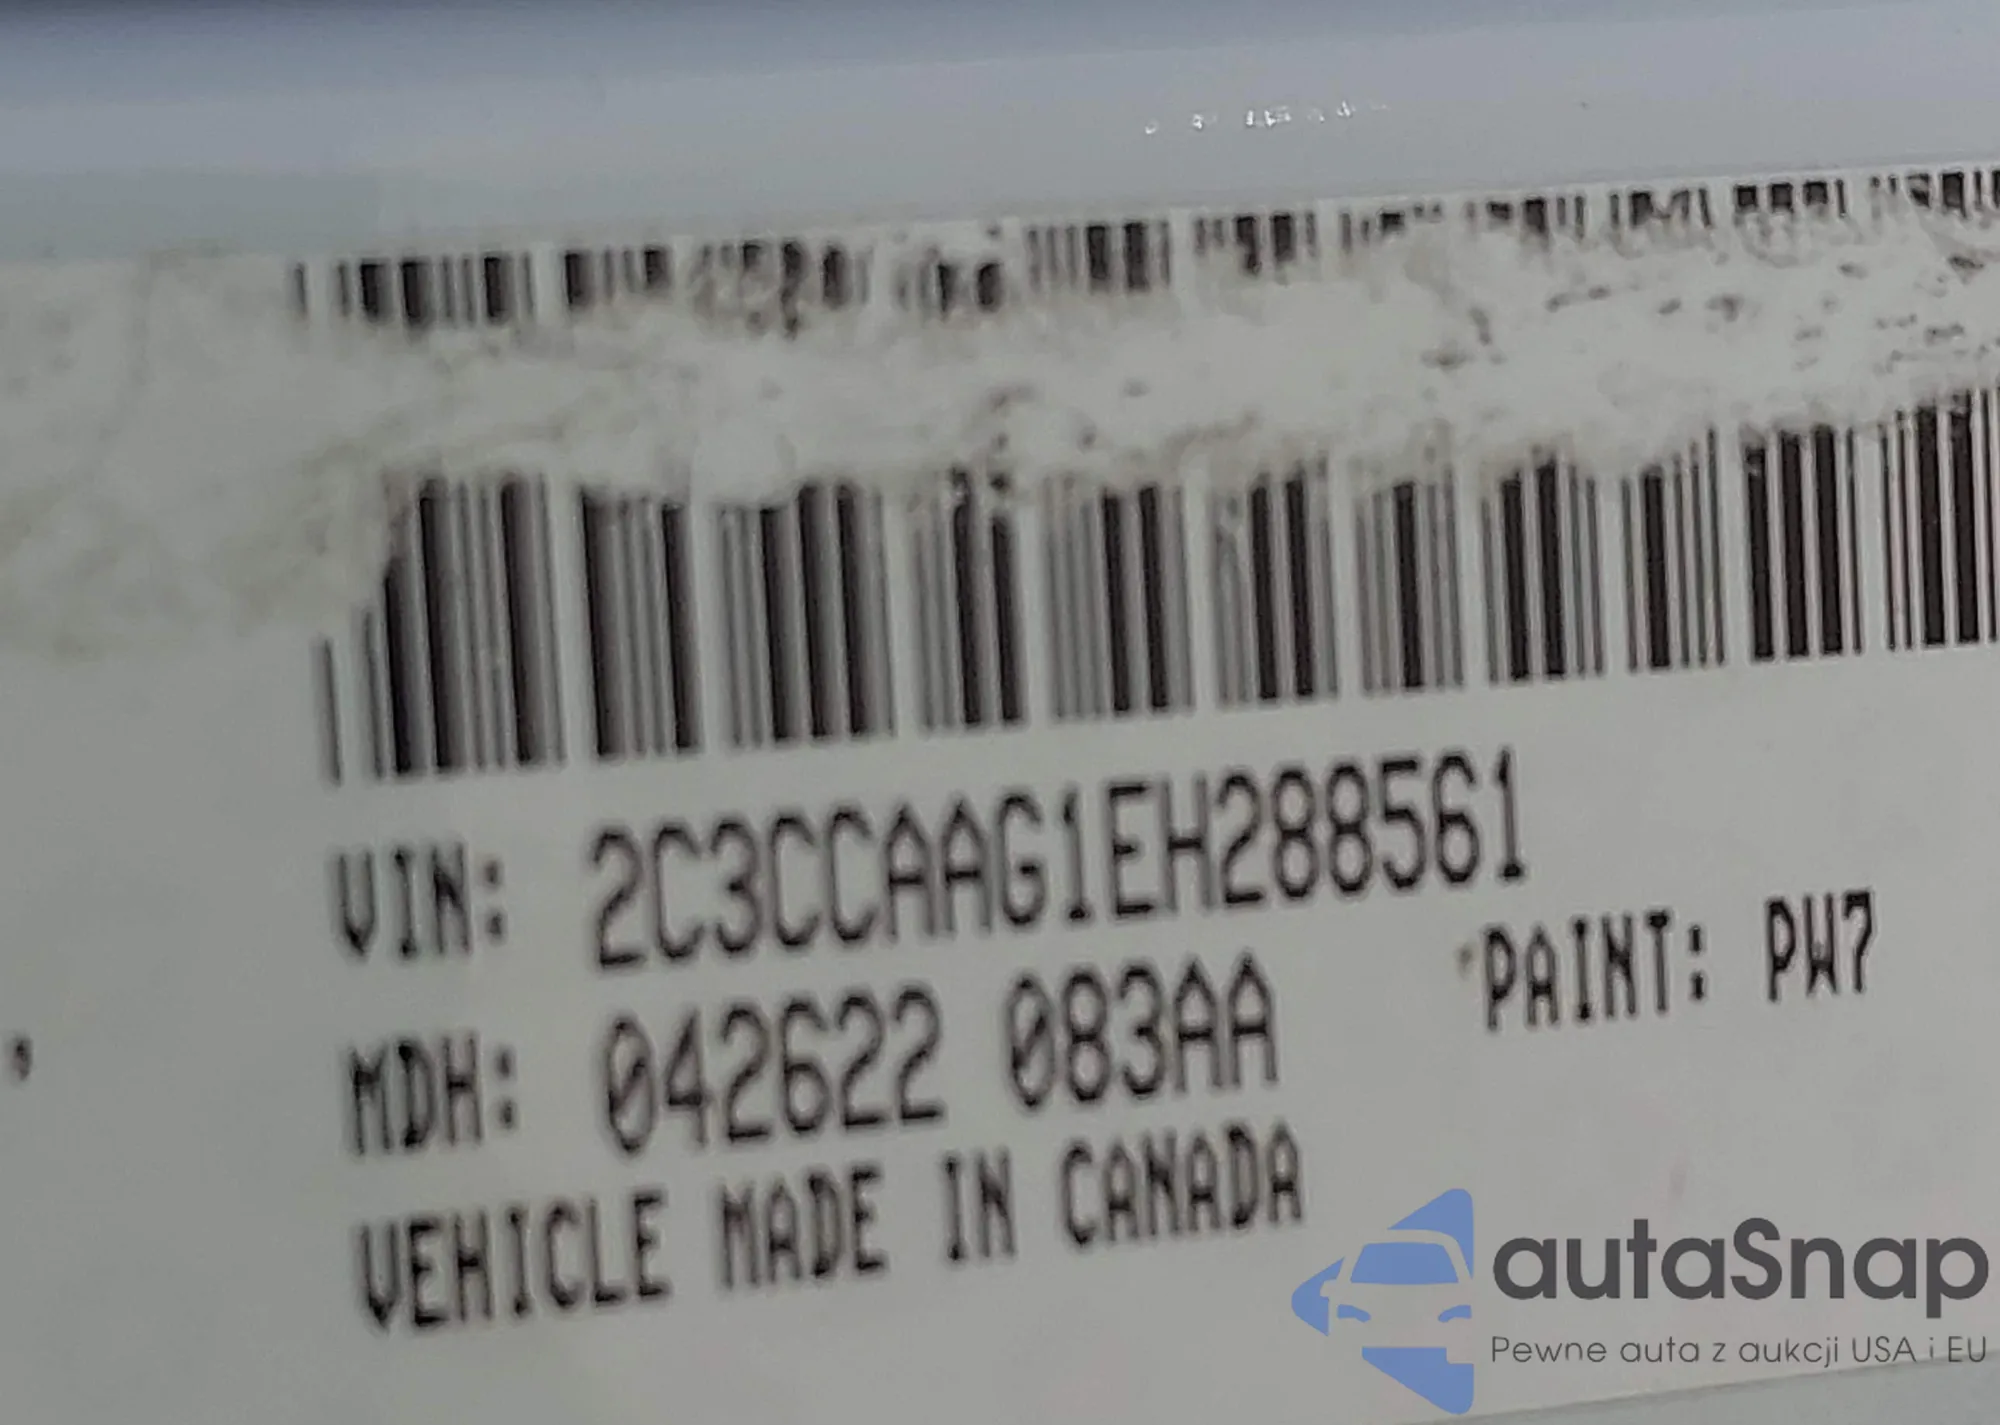 VIN: 2C3CCAAG1EH288561
MDH: 042622 083AA
PAINT: PW7
VEHICLE MADE IN CANADA
autaSnap
Pewne auta z aukcji USA i EU